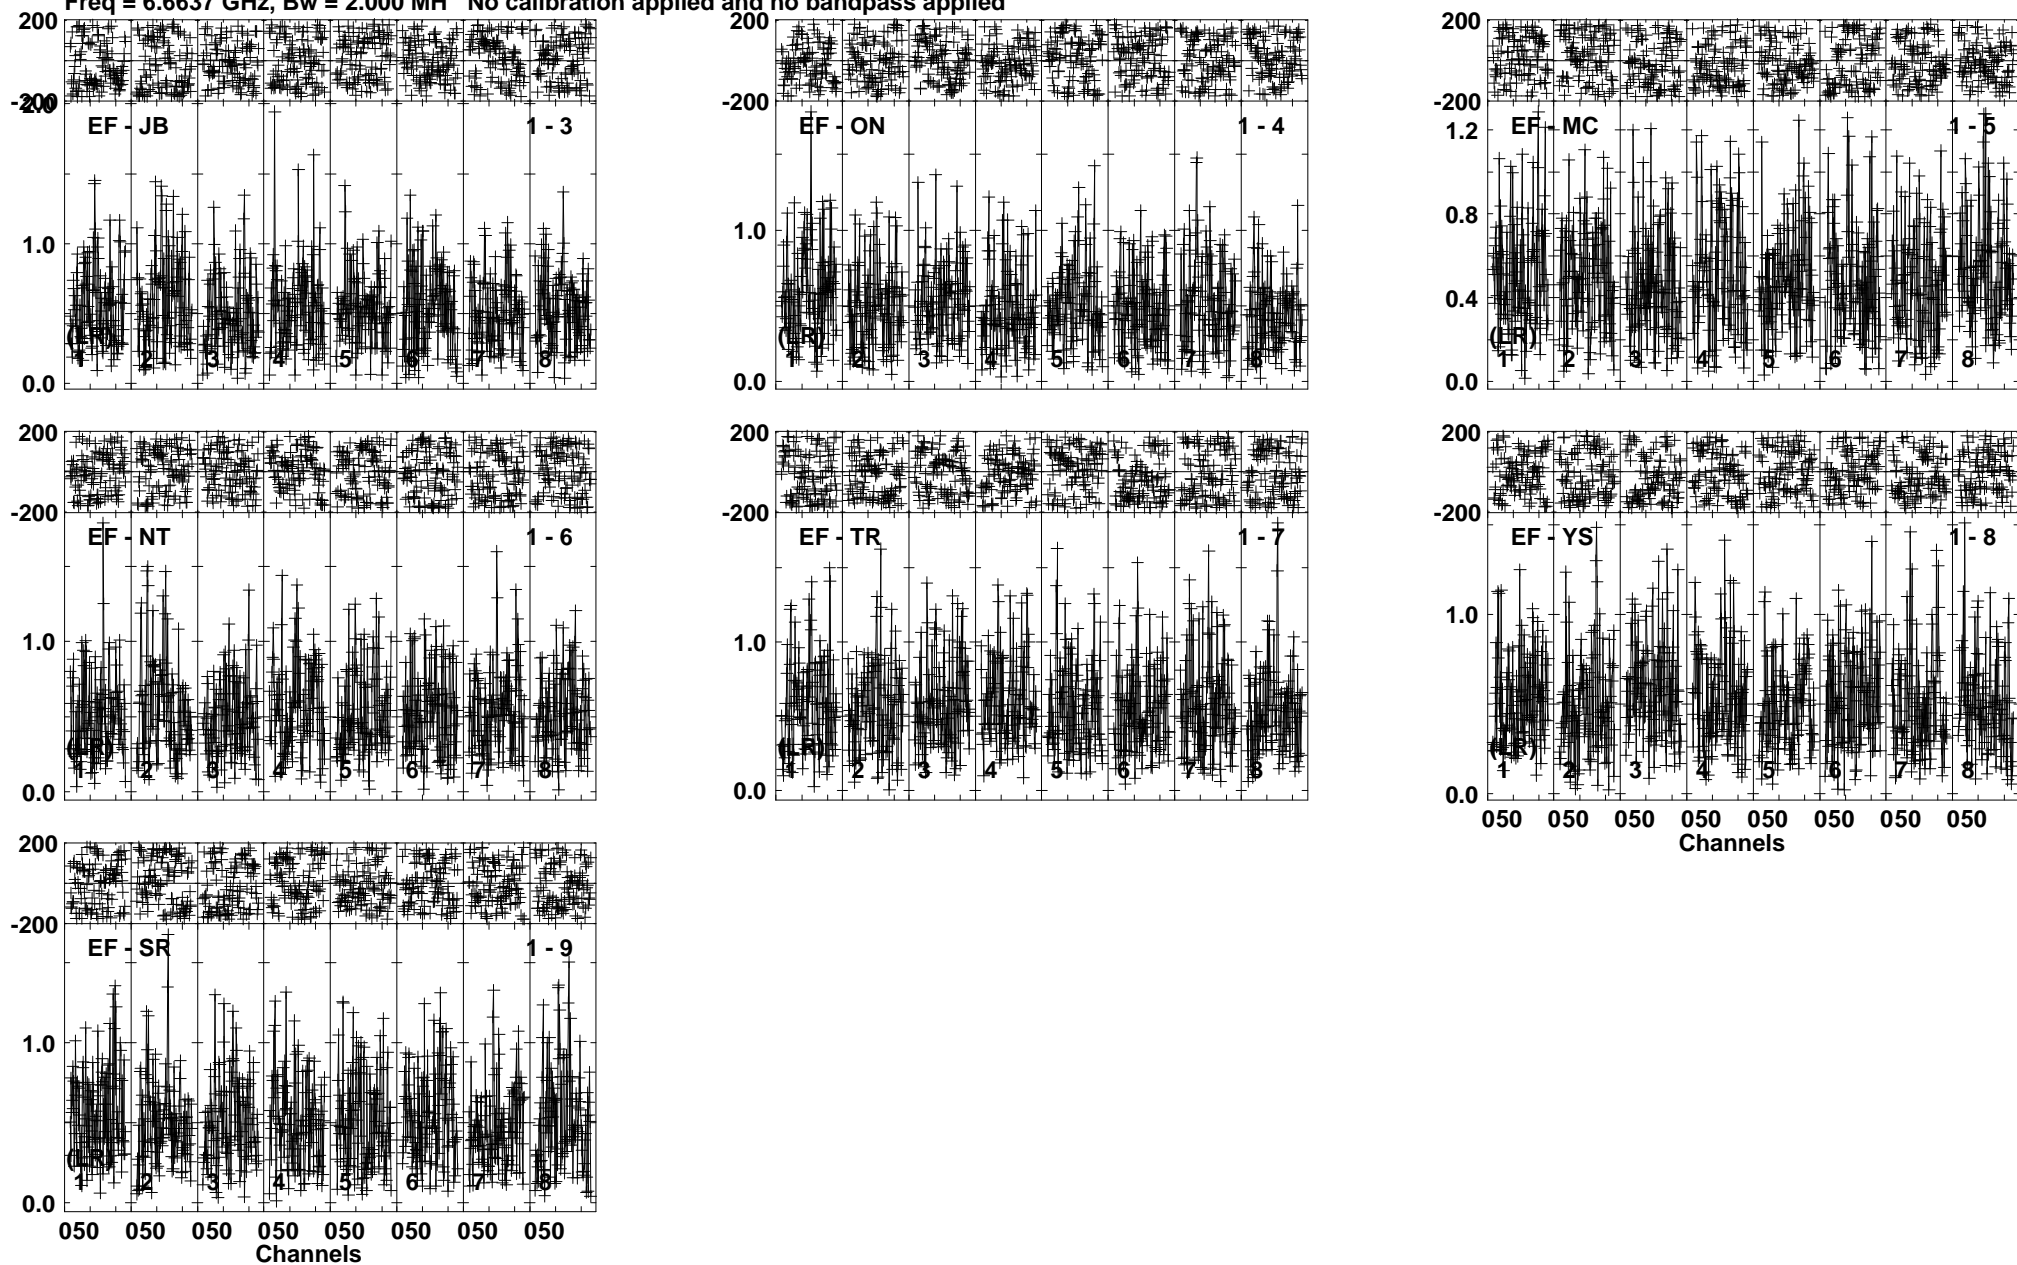 Freq = 6.6637 GHz, Bw = 2.000 MH No calibration applied and no bandpass applied
200
-200
2.0
EF - JB
1 - 3
1.0
(LR)
1 2 3 4 5 6 7 8
0.0
200
-200
EF - ON
1 - 4
1.0
(LR)
1 2 3 4 5 6 7 8
0.0
200
-200
1.2
EF - MC
1 - 5
0.8
0.4
(LR)
1 2 3 4 5 6 7 8
0.0
200
-200
EF - NT
1 - 6
1.0
(LR)
1 2 3 4 5 6 7 8
0.0
200
-200
EF - TR
1 - 7
1.0
(LR)
1 2 3 4 5 6 7 8
0.0
200
-200
EF - YS
1 - 8
1.0
(LR)
1 2 3 4 5 6 7 8
0.0
050 050 050 050 050 050 050 050
Channels
200
-200
EF - SR
1 - 9
1.0
(LR)
1 2 3 4 5 6 7 8
0.0
050 050 050 050 050 050 050 050
Channels